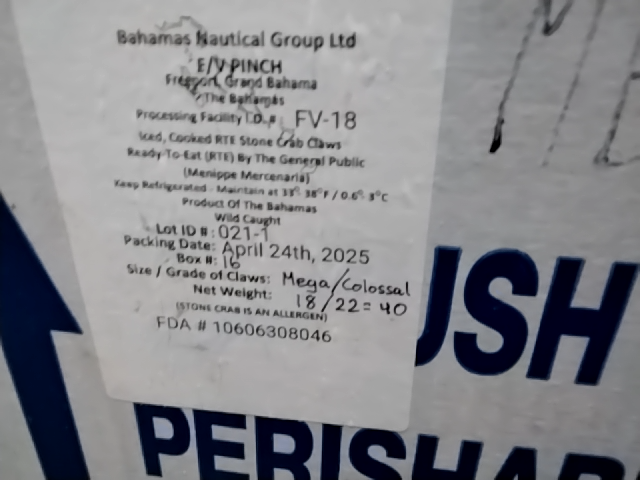 Bahamas Nautical Group Ltd
F/V PINCH
Freeport, Grand Bahama
The Bahamas
Processing Facility I.D. # FV-18
Iced, Cooked RTE Stone Crab Claws
Ready-To-Eat (RTE) By The General Public
(Menippe Mercenaria)
Keep Refrigerated - Maintain at 33° 38°F / 0.6° 3°C
Product Of The Bahamas
Wild Caught
Lot ID #: 021-1
Packing Date: April 24th, 2025
Box #: 16
Size / Grade of Claws: Mega/Colossal
Net Weight: 18/22=40
(STONE CRAB IS AN ALLERGEN)
FDA # 10606308046
USH
PERISHAB